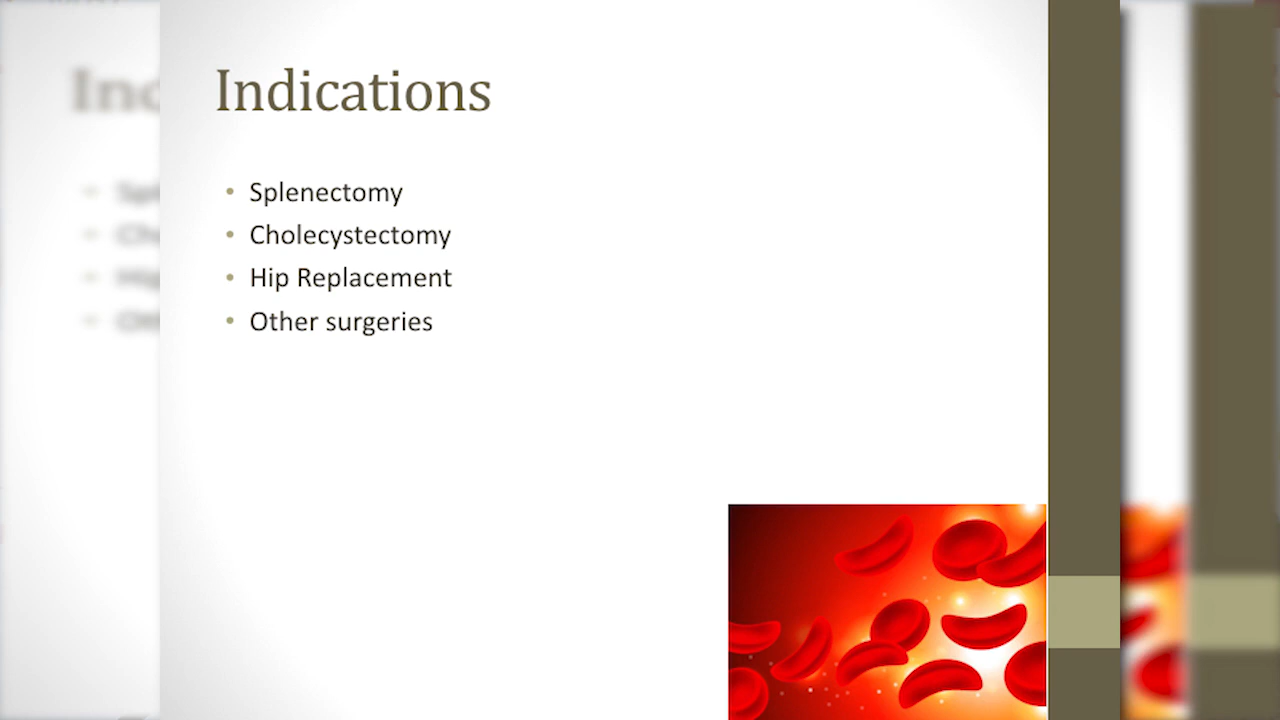 Indications
• Splenectomy
• Cholecystectomy
• Hip Replacement
• Other surgeries